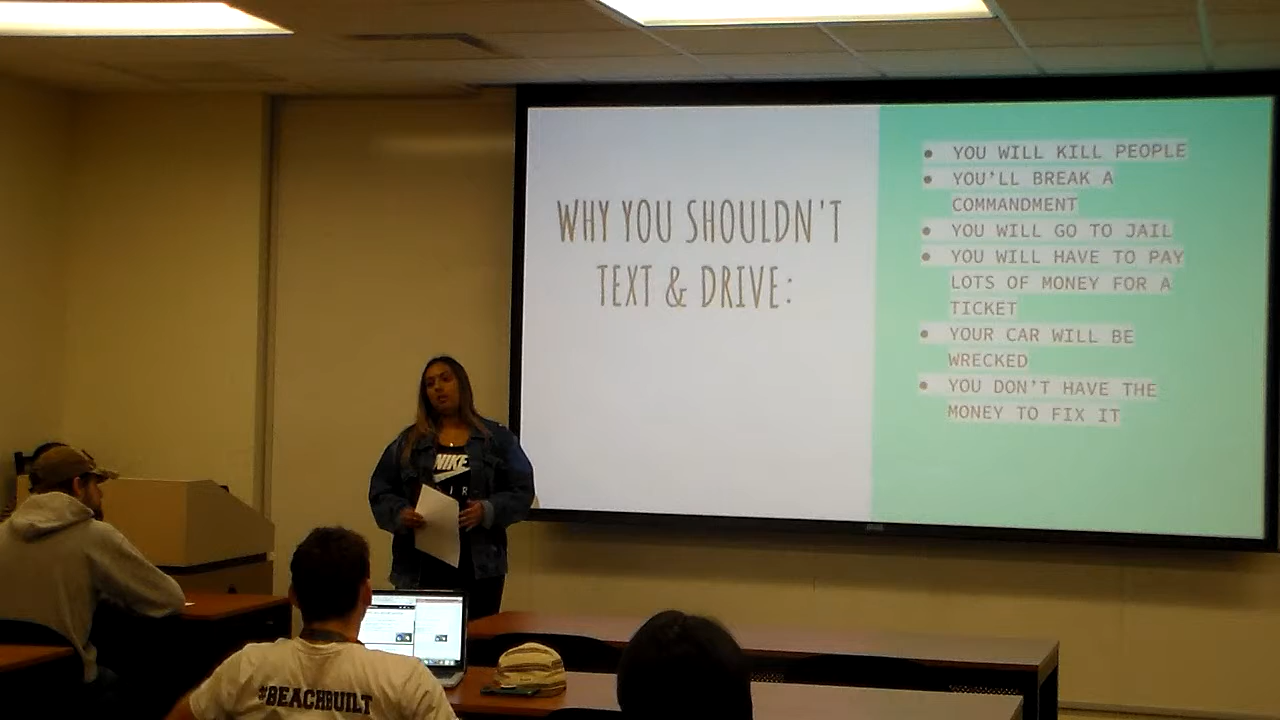 WHY YOU SHOULDN'T
TEXT & DRIVE:
● YOU WILL KILL PEOPLE
● YOU'LL BREAK A
COMMANDMENT
● YOU WILL GO TO JAIL
● YOU WILL HAVE TO PAY
LOTS OF MONEY FOR A
TICKET
● YOUR CAR WILL BE
WRECKED
● YOU DON'T HAVE THE
MONEY TO FIX IT
NIKE
#BEACHBUILT